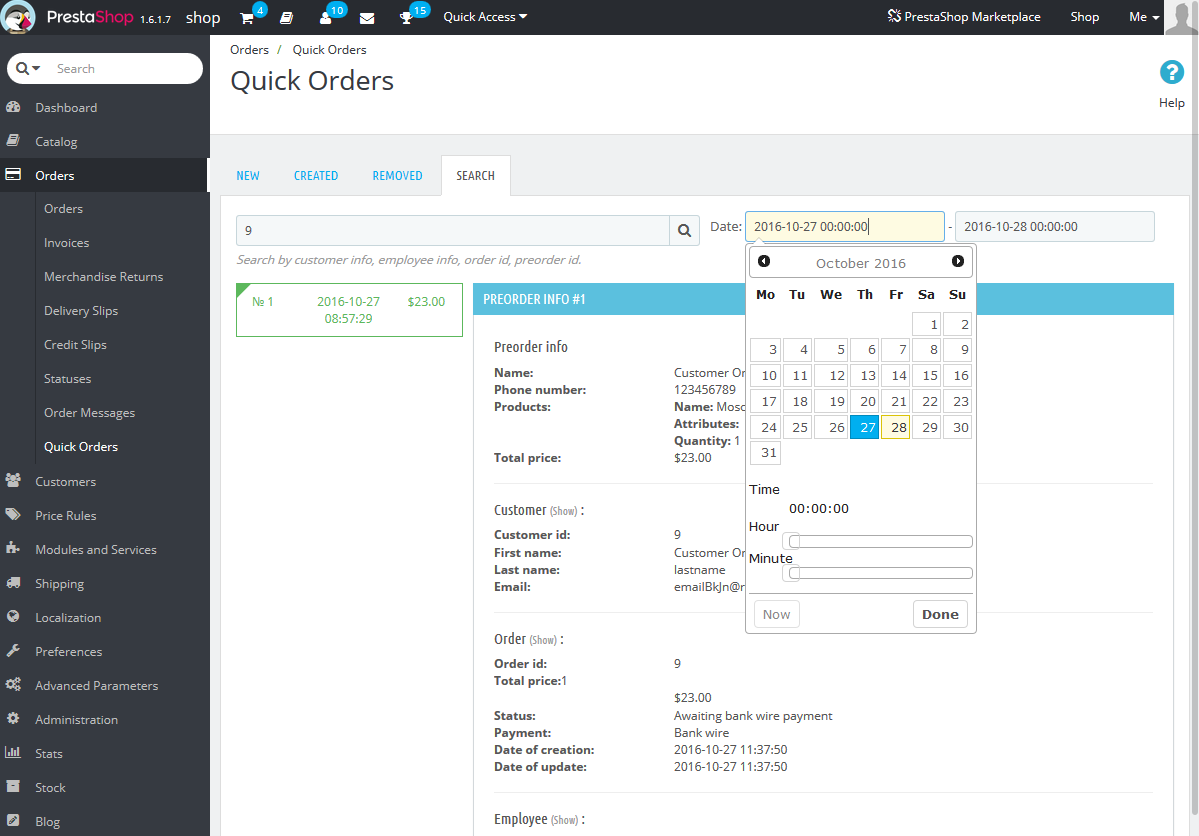 PrestaShop 1.6.1.7 shop 4 10 15 Quick Access PrestaShop Marketplace Shop Me
Search
Dashboard
Catalog
Orders
Orders
Invoices
Merchandise Returns
Delivery Slips
Credit Slips
Statuses
Order Messages
Quick Orders
Customers
Price Rules
Modules and Services
Shipping
Localization
Preferences
Advanced Parameters
Administration
Stats
Stock
Blog
Orders / Quick Orders
Quick Orders
Help
NEW CREATED REMOVED SEARCH
9 Date: 2016-10-27 00:00:00 - 2016-10-28 00:00:00
Search by customer info, employee info, order id, preorder id.
№ 1 2016-10-27 $23.00
08:57:29
PREORDER INFO #1
Preorder info
Name: Customer Or
Phone number: 123456789
Products: Name: Mosc
Attributes:
Quantity: 1
Total price: $23.00
Customer (Show) :
Customer id: 9
First name: Customer Or
Last name: lastname
Email: emailBkJn@r
Order (Show) :
Order id: 9
Total price:1
$23.00
Status: Awaiting bank wire payment
Payment: Bank wire
Date of creation: 2016-10-27 11:37:50
Date of update: 2016-10-27 11:37:50
Employee (Show) :
October 2016
Mo Tu We Th Fr Sa Su
1 2
3 4 5 6 7 8 9
10 11 12 13 14 15 16
17 18 19 20 21 22 23
24 25 26 27 28 29 30
31
Time
00:00:00
Hour
Minute
Now Done